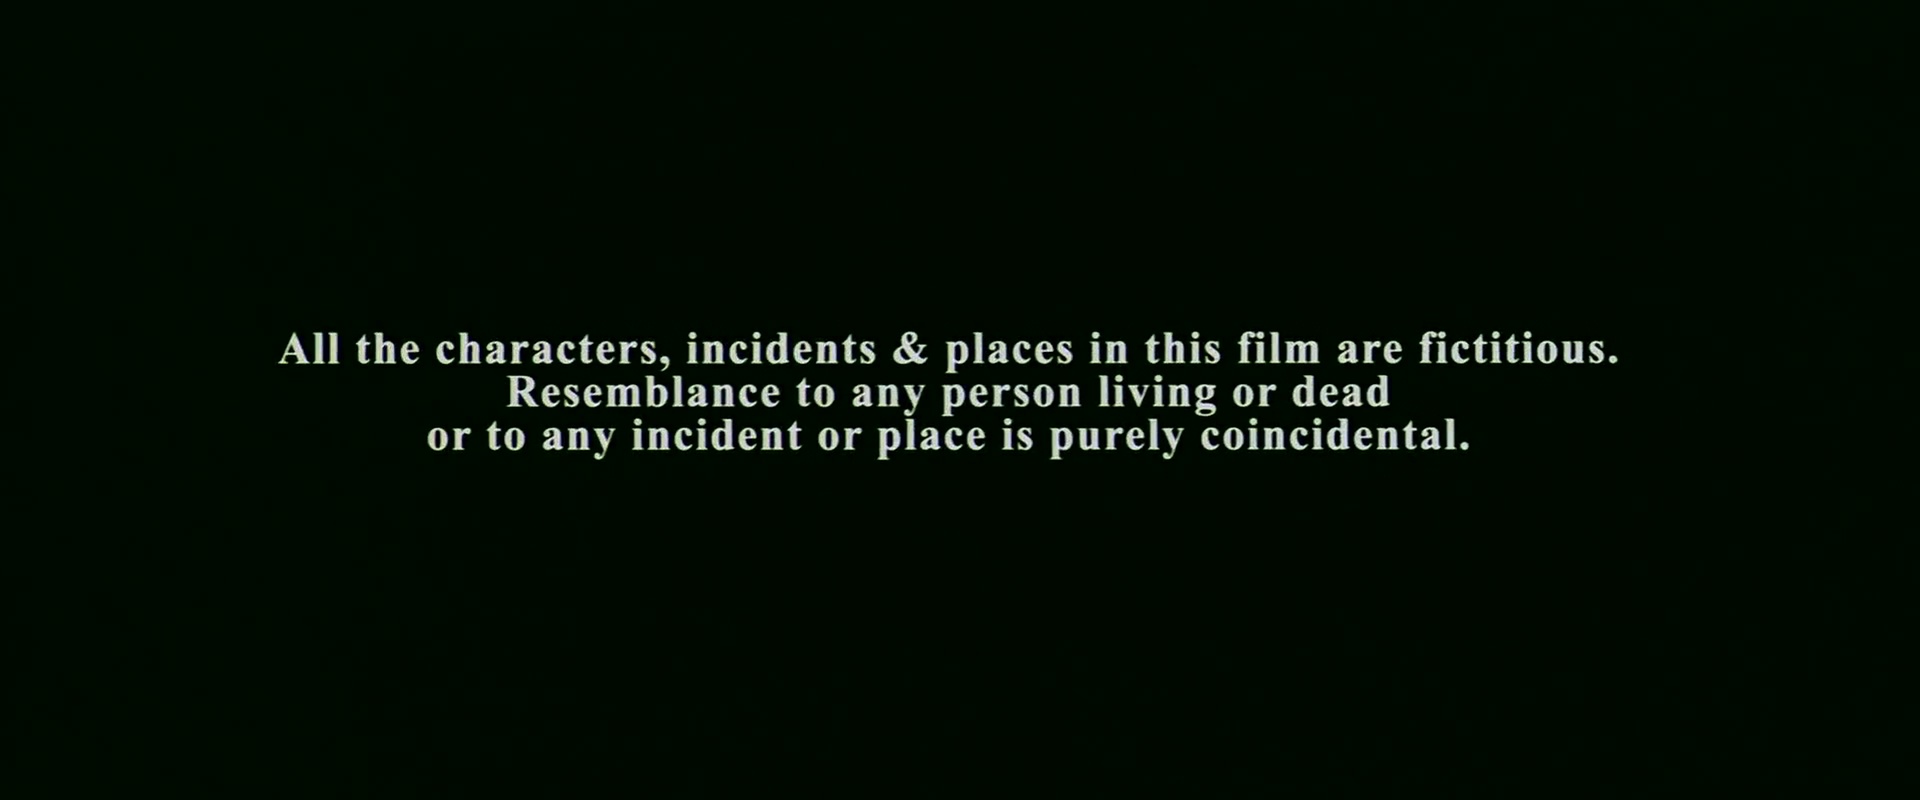 All the characters, incidents & places in this film are fictitious.
Resemblance to any person living or dead
or to any incident or place is purely coincidental.